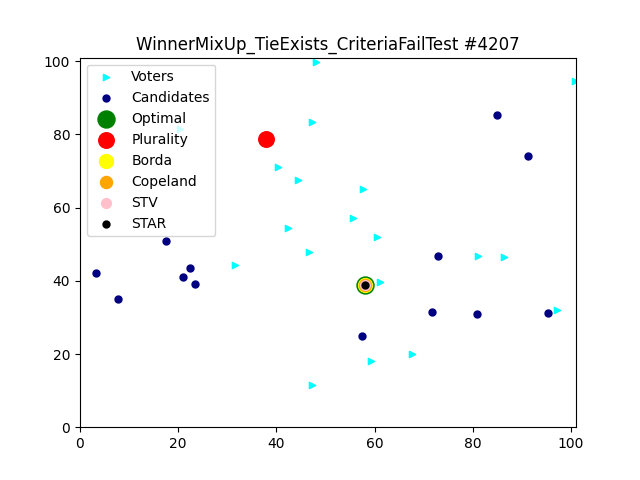 WinnerMixUp_TieExists_CriteriaFailTest #4207
100
80
60
40
20
0
Voters
Candidates
Optimal
Plurality
Borda
Copeland
STV
STAR
0 20 40 60 80 100